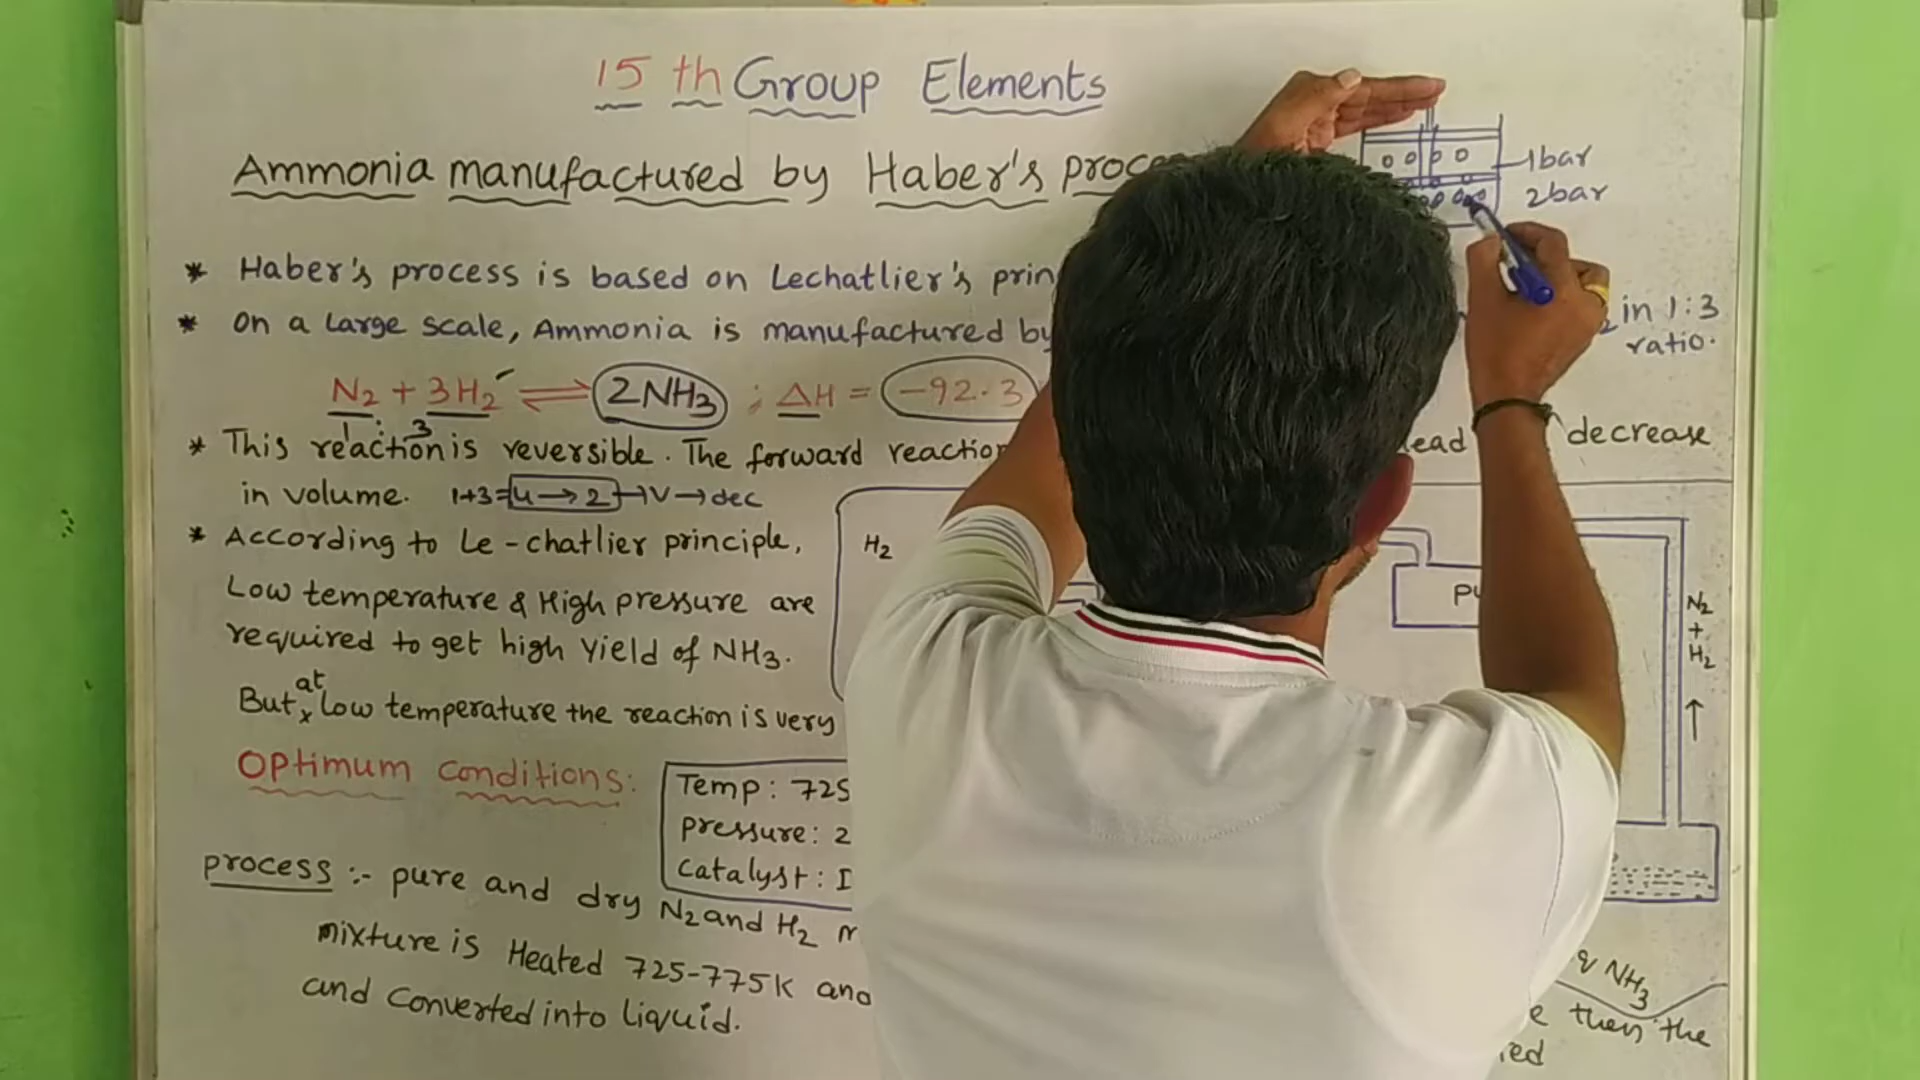 15 th Group Elements
Ammonia manufactured by Haber's
1bar
2bar
* Haber's process is based on Lechatlier's
* On a large scale, Ammonia is manufactured by
in 1:3
ratio.
N2 + 3H2 ⇌ 2NH3 ; ΔH = -92.3
1 : 3
* This reaction is reversible. The forward
decrease
in volume. 1+3=4→2→V→dec
* According to Le-chatlier principle,
H2
Low temperature & High pressure are
required to get high Yield of NH3.
N2
+
H2
↑
But at x low temperature the reaction is very
Optimum conditions:
Temp: 725
pressure: 2
catalyst: I
process :- pure and dry N2 and H2
mixture is Heated 725-775K and
and converted into liquid.
NH3
then the